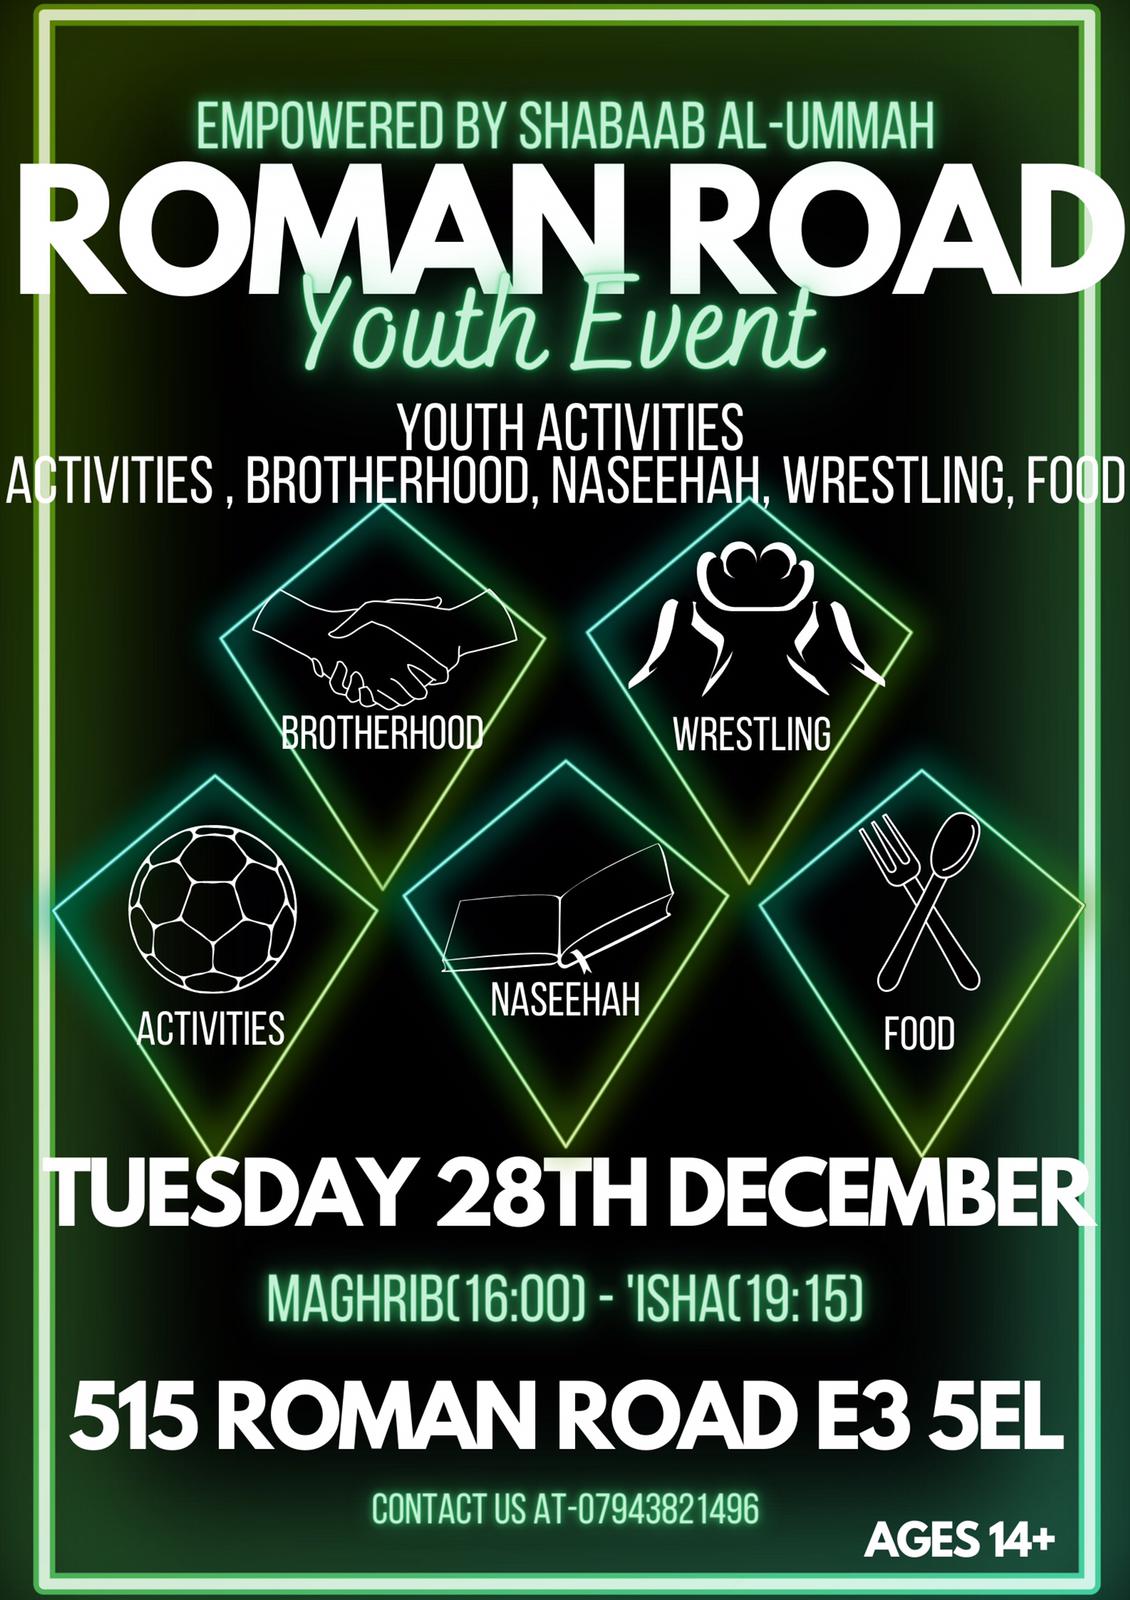 EMPOWERED BY SHABAAB AL-UMMAH
ROMAN ROAD
Youth Event
YOUTH ACTIVITIES
ACTIVITIES , BROTHERHOOD, NASEEHAH, WRESTLING, FOOD
BROTHERHOOD
WRESTLING
ACTIVITIES
NASEEHAH
FOOD
TUESDAY 28TH DECEMBER
MAGHRIB(16:00) - 'ISHA(19:15)
515 ROMAN ROAD E3 5EL
CONTACT US AT-07943821496
AGES 14+